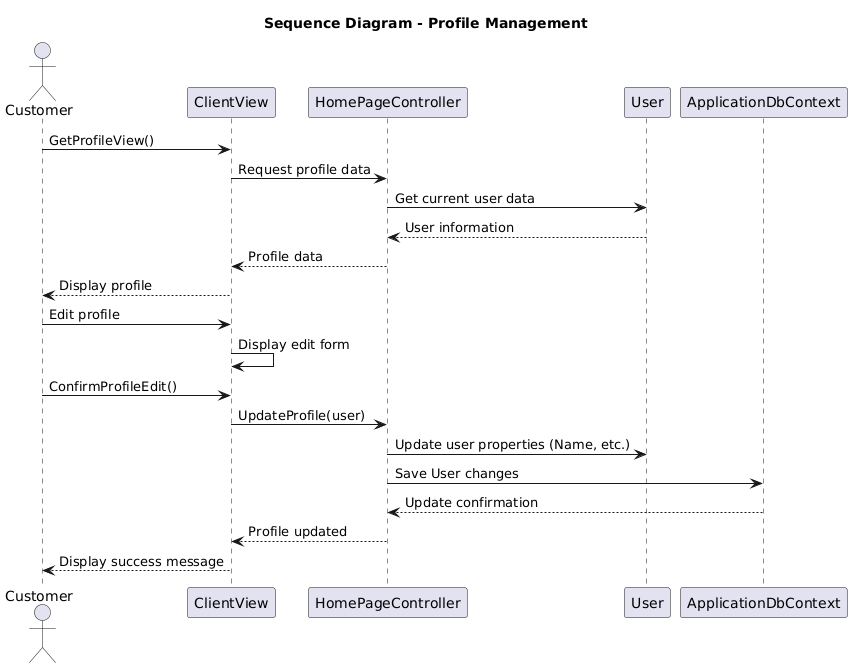 Sequence Diagram - Profile Management
Customer
ClientView
HomePageController
User
ApplicationDbContext
GetProfileView()
Request profile data
Get current user data
User information
Profile data
Display profile
Edit profile
Display edit form
ConfirmProfileEdit()
UpdateProfile(user)
Update user properties (Name, etc.)
Save User changes
Update confirmation
Profile updated
Display success message
Customer
ClientView
HomePageController
User
ApplicationDbContext